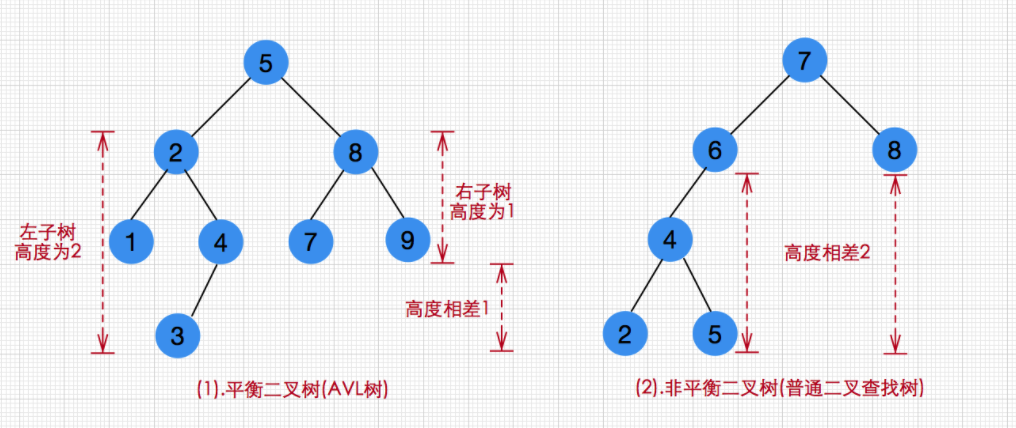 5
7
2
8
6
8
左子树
高度为2
右子树
高度为1
1
4
7
9
4
高度相差1
高度相差2
3
2
5
(1).平衡二叉树(AVL树)
(2).非平衡二叉树(普通二叉查找树)